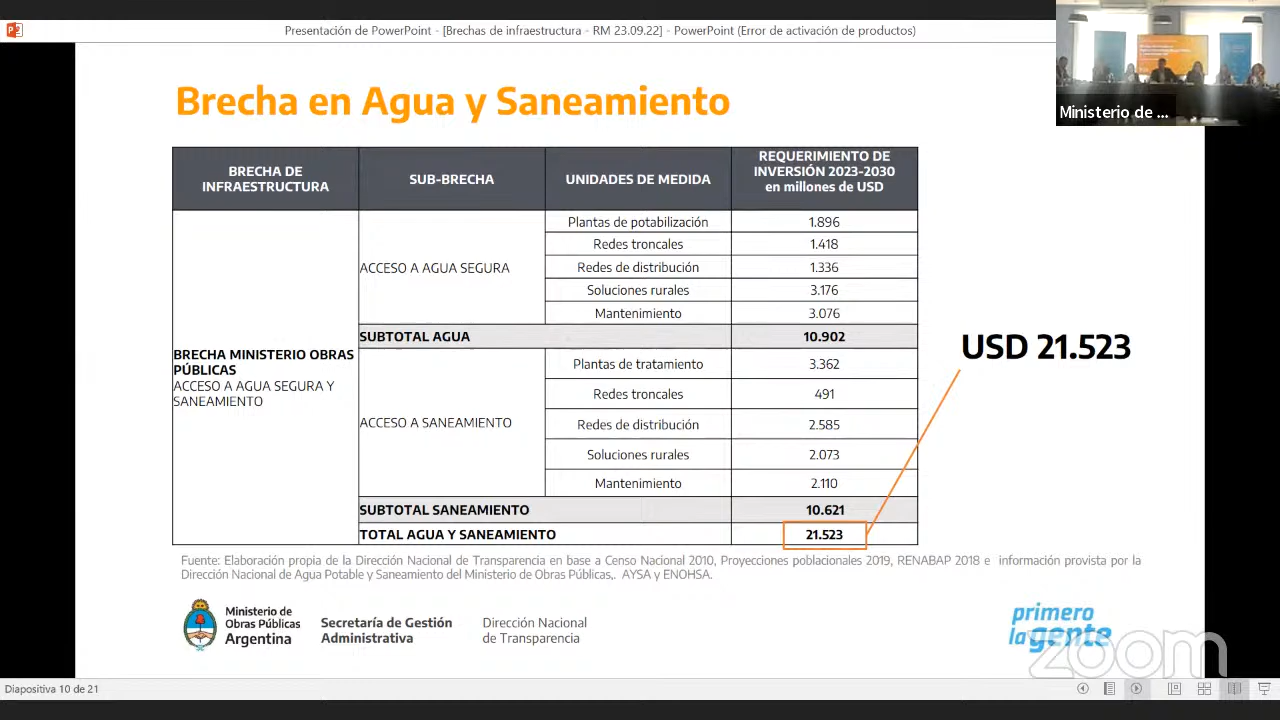 Presentación de PowerPoint - [Brechas de infraestructura - RM 23.09.22] - PowerPoint (Error de activación de productos)
Ministerio de ...
Brecha en Agua y Saneamiento
BRECHA DE INFRAESTRUCTURA
SUB-BRECHA
UNIDADES DE MEDIDA
REQUERIMIENTO DE INVERSIÓN 2023-2030 en millones de USD
Plantas de potabilización 1.896
Redes troncales 1.418
ACCESO A AGUA SEGURA Redes de distribución 1.336
Soluciones rurales 3.176
Mantenimiento 3.076
SUBTOTAL AGUA 10.902
BRECHA MINISTERIO OBRAS
PÚBLICAS
ACCESO A AGUA SEGURA Y
SANEAMIENTO
Plantas de tratamiento 3.362
Redes troncales 491
ACCESO A SANEAMIENTO Redes de distribución 2.585
Soluciones rurales 2.073
Mantenimiento 2.110
SUBTOTAL SANEAMIENTO 10.621
TOTAL AGUA Y SANEAMIENTO 21.523
USD 21.523
Fuente: Elaboración propia de la Dirección Nacional de Transparencia en base a Censo Nacional 2010, Proyecciones poblacionales 2019, RENABAP 2018 e información provista por la
Dirección Nacional de Agua Potable y Saneamiento del Ministerio de Obras Públicas,. AYSA y ENOHSA.
Ministerio de
Obras Públicas
Argentina
Secretaría de Gestión
Administrativa
Dirección Nacional
de Transparencia
primero
la gente
zoom
Diapositiva 10 de 21